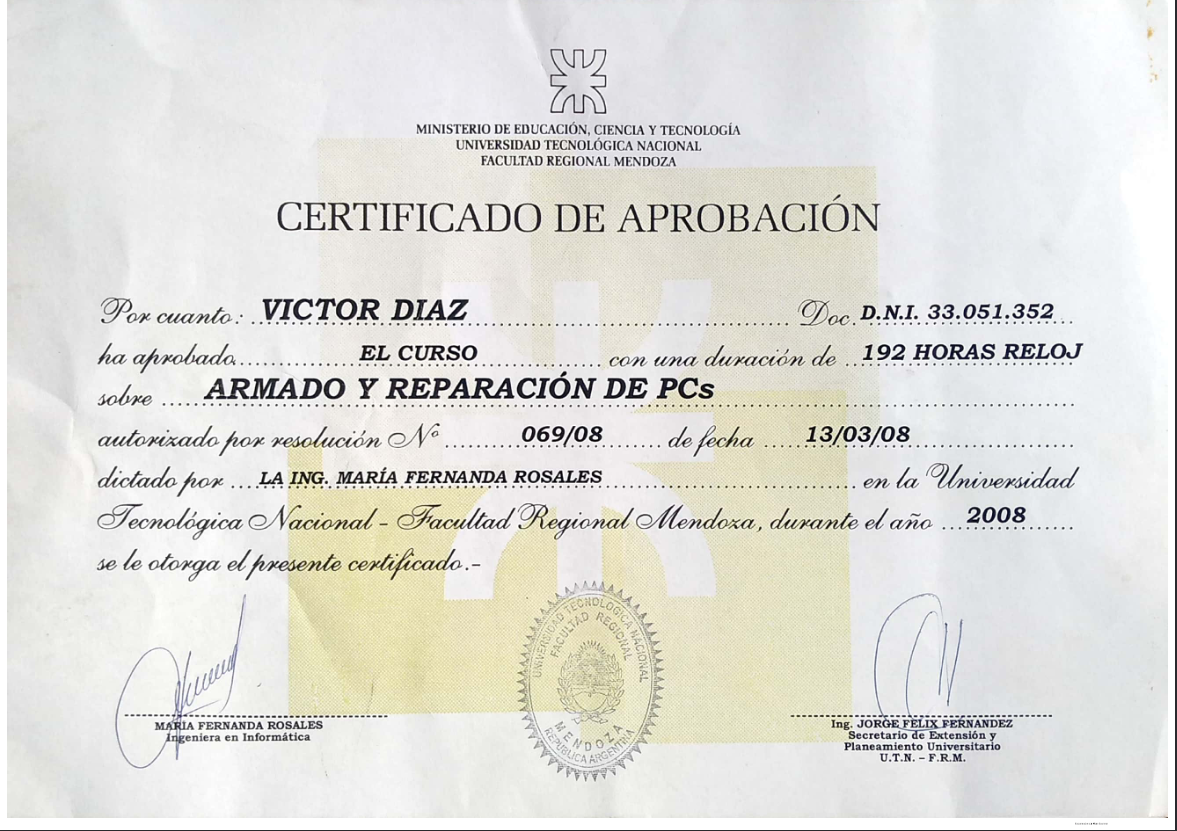 MINISTERIO DE EDUCACIÓN, CIENCIA Y TECNOLOGÍA
UNIVERSIDAD TECNOLÓGICA NACIONAL
FACULTAD REGIONAL MENDOZA
CERTIFICADO DE APROBACIÓN
Por cuanto: VICTOR DIAZ Doc. D.N.I. 33.051.352
ha aprobado EL CURSO con una duración de 192 HORAS RELOJ
sobre ARMADO Y REPARACIÓN DE PCs
autorizado por resolución Nº 069/08 de fecha 13/03/08
dictado por LA ING. MARÍA FERNANDA ROSALES en la Universidad
Tecnológica Nacional - Facultad Regional Mendoza, durante el año 2008
se le otorga el presente certificado.-
UNIVERSIDAD TECNOLOGICA NACIONAL
FACULTAD REGIONAL
MENDOZA
REPUBLICA ARGENTINA
MARÍA FERNANDA ROSALES
Ingeniera en Informática
Ing. JORGE FELIX FERNANDEZ
Secretario de Extensión y
Planeamiento Universitario
U.T.N. – F.R.M.